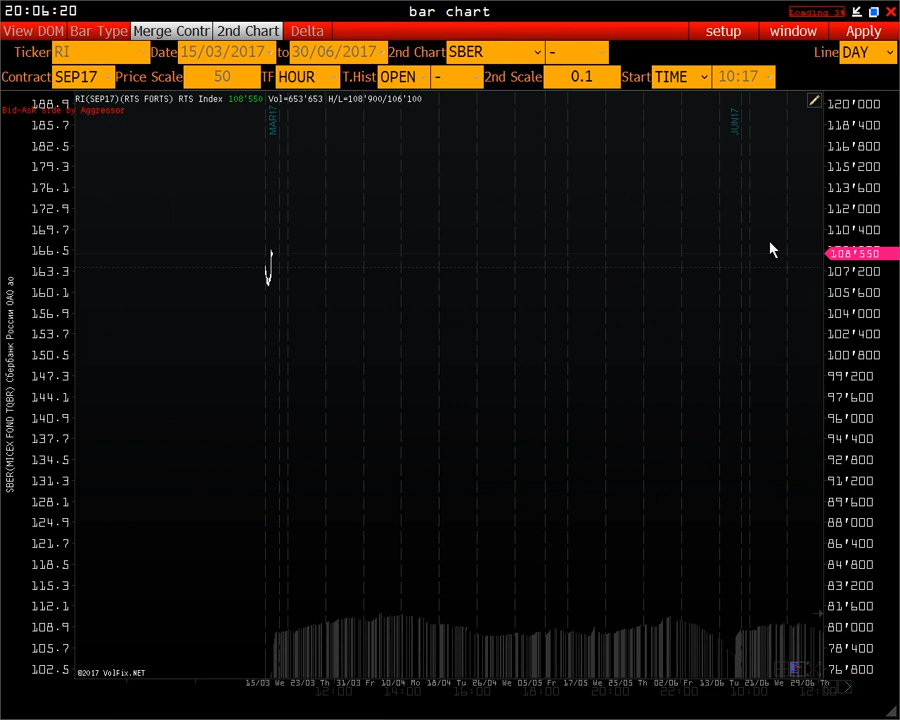 20:06:20 bar chart Loading
View DOM Bar Type Merge Contr 2nd Chart Delta setup window Apply
Ticker RI Date 15/03/2017 to 30/06/2017 2nd Chart SBER - Line DAY
Contract SEP17 Price Scale 50 TF HOUR T.Hist OPEN - 2nd Scale 0.1 Start TIME 10:17
RI(SEP17)(RTS FORTS) RTS Index 108'550 Vol=653'653 H/L=108'900/106'100
Bid-Ask Side by Aggressor
MAR17
JUN17
SBER(MICEX FOND TQBR) Сбербанк России ОАО ао
188.9 120'000
185.7 118'400
182.5 116'800
179.3 115'200
176.1 113'600
172.9 112'000
169.7 110'400
166.5
108'550
163.3 107'200
160.1 105'600
156.9 104'000
153.7 102'400
150.5 100'800
147.3 99'200
144.1 97'600
140.9 96'000
137.7 94'400
134.5 92'800
131.3 91'200
128.1 89'600
124.9 88'000
121.7 86'400
118.5 84'800
115.3 83'200
112.1 81'600
108.9 80'000
105.7 78'400
102.5 76'800
©2017 VolFix.NET
15/03 We 23/03 Th 31/03 Fr 10/04 Mo 18/04 Tu 26/04 We 05/05 Fr 17/05 We 25/05 Th 02/06 Fr 13/06 Tu 21/06 We 29/06 Th
12:00 14:00 16:00 18:00 20:00 22:00 10:00 12:00